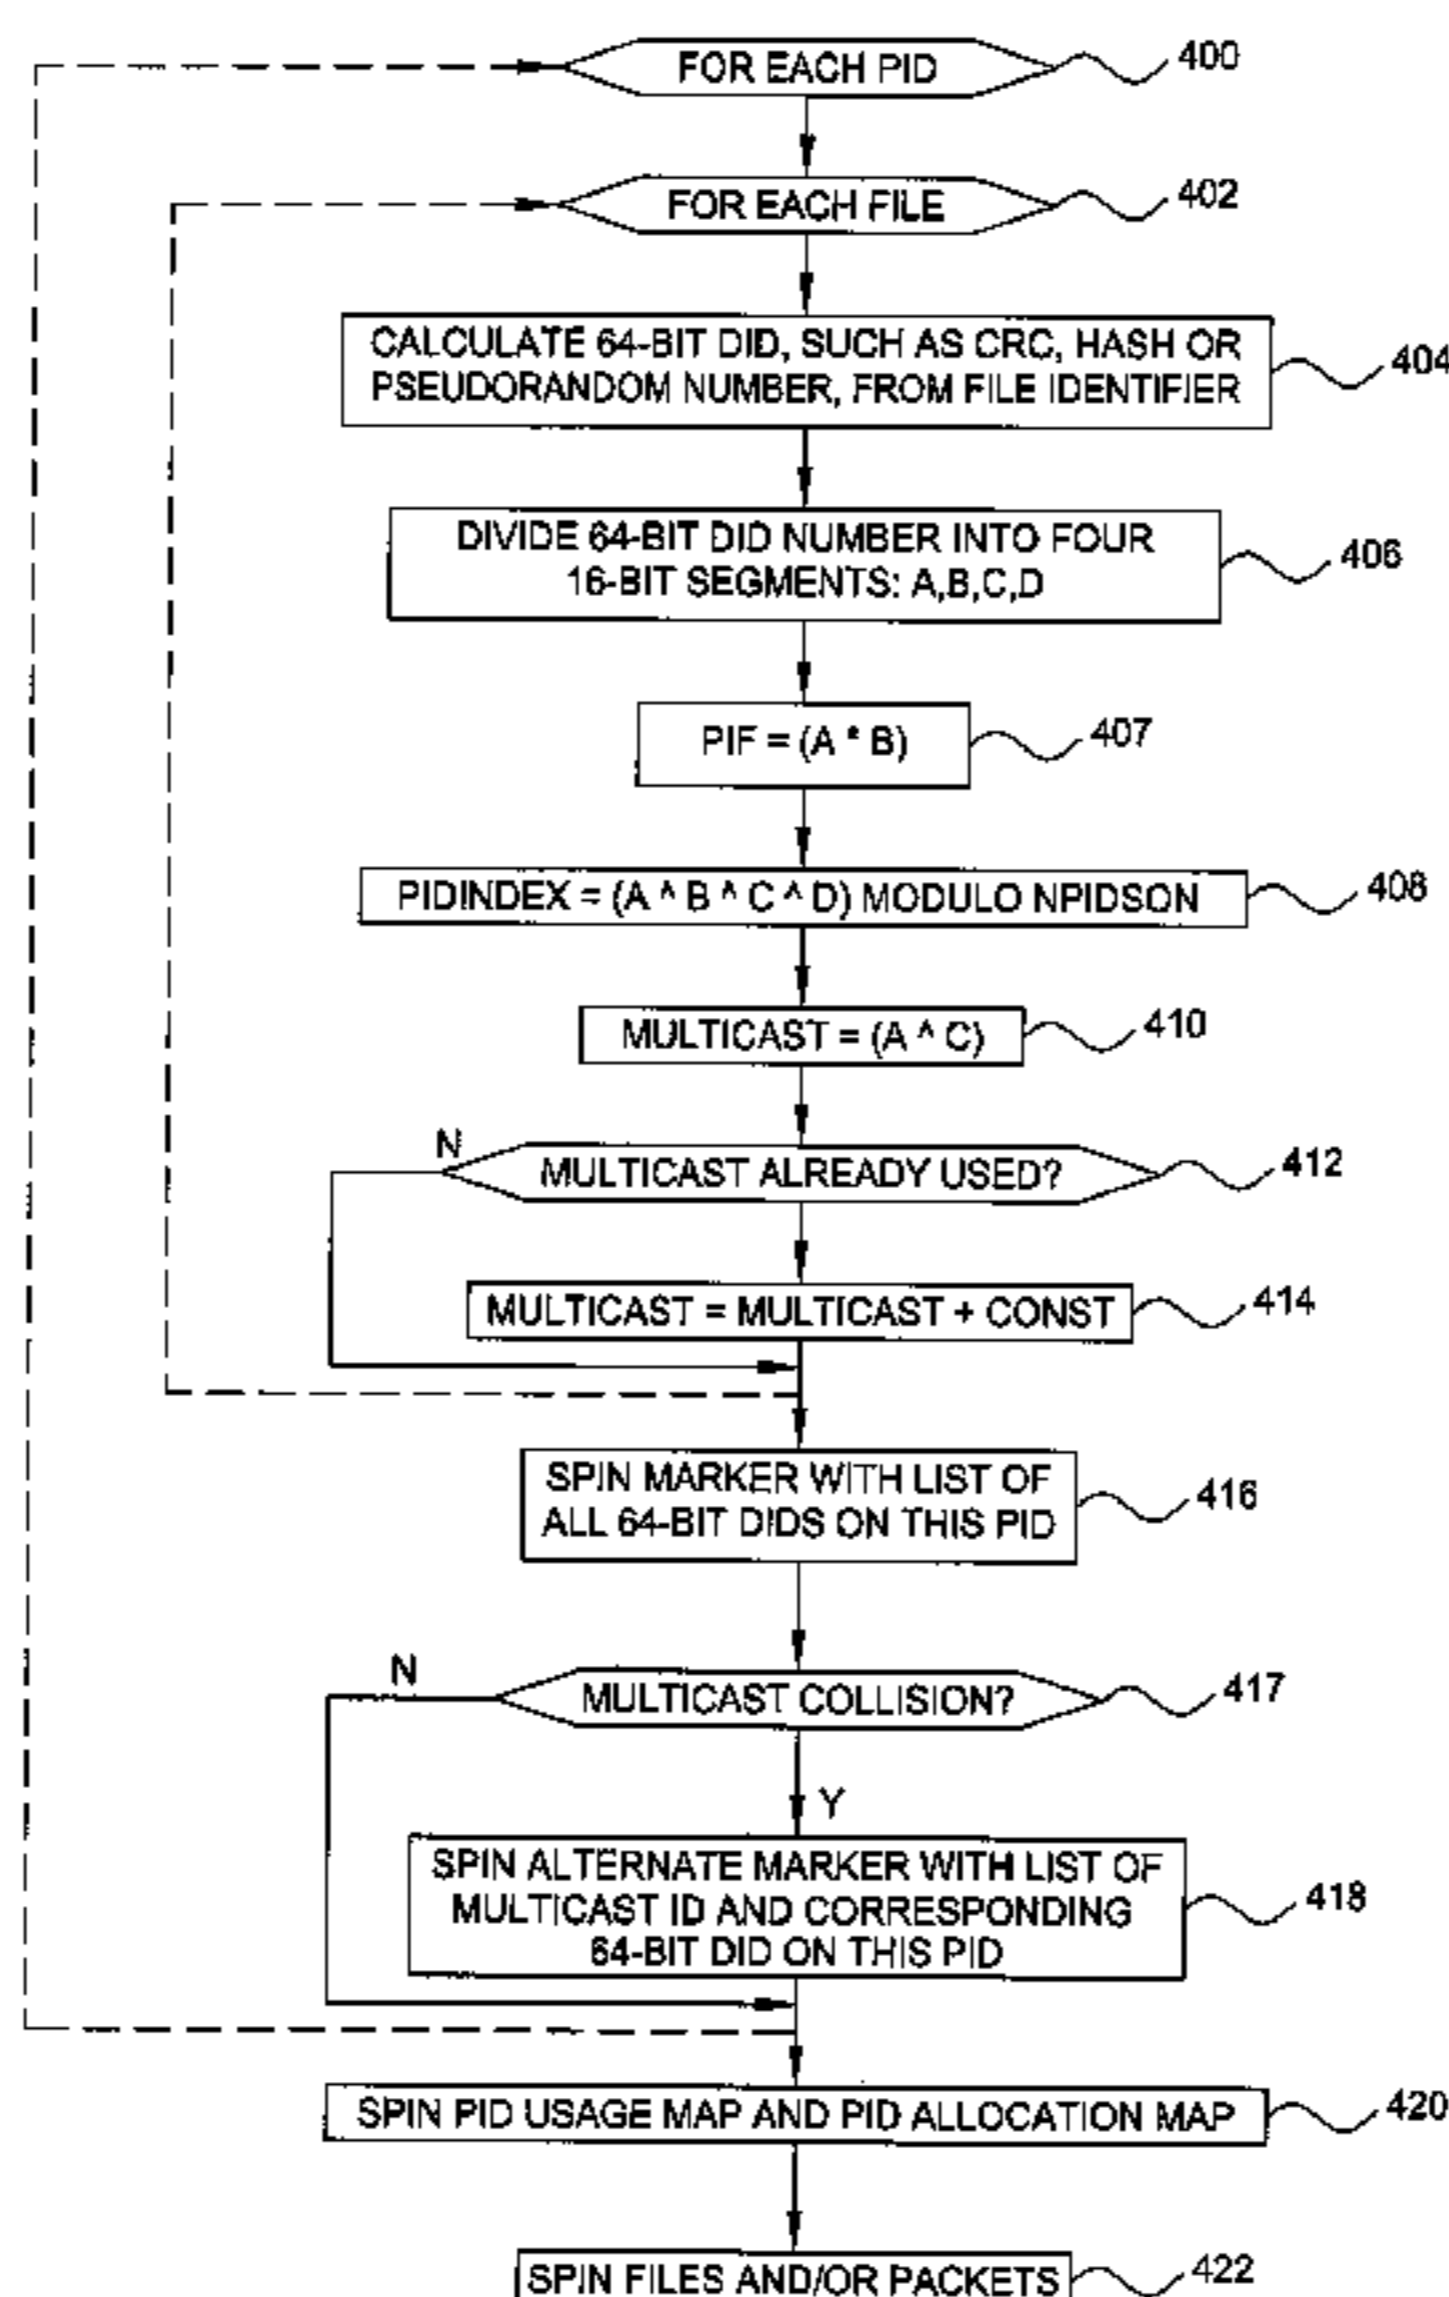 FOR EACH PID
400
FOR EACH FILE
402
CALCULATE 64-BIT DID, SUCH AS CRC, HASH OR
PSEUDORANDOM NUMBER, FROM FILE IDENTIFIER
404
DIVIDE 64-BIT DID NUMBER INTO FOUR
16-BIT SEGMENTS: A,B,C,D
406
PIF = (A * B)
407
PIDINDEX = (A ^ B ^ C ^ D) MODULO NPIDSON
408
MULTICAST = (A ^ C)
410
N
MULTICAST ALREADY USED?
412
MULTICAST = MULTICAST + CONST
414
SPIN MARKER WITH LIST OF
ALL 64-BIT DIDS ON THIS PID
416
N
MULTICAST COLLISION?
417
Y
SPIN ALTERNATE MARKER WITH LIST OF
MULTICAST ID AND CORRESPONDING
64-BIT DID ON THIS PID
418
SPIN PID USAGE MAP AND PID ALLOCATION MAP
420
SPIN FILES AND/OR PACKETS
422